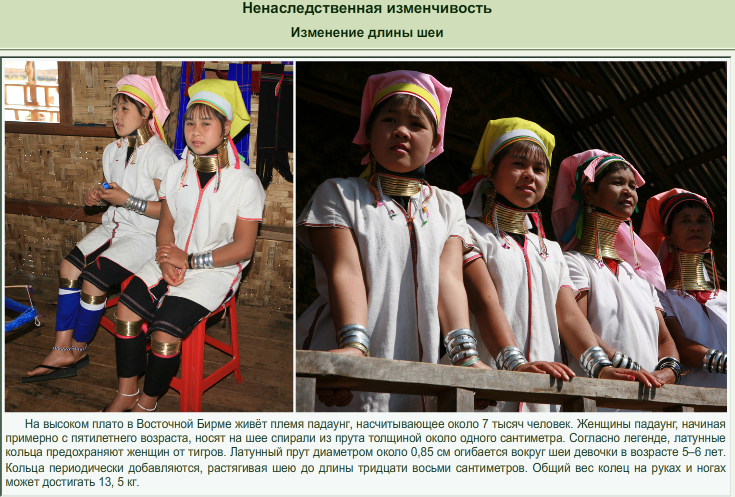 Ненаследственная изменчивость
Изменение длины шеи
На высоком плато в Восточной Бирме живёт племя падаунг, насчитывающее около 7 тысяч человек. Женщины падаунг, начиная
примерно с пятилетнего возраста, носят на шее спирали из прута толщиной около одного сантиметра. Согласно легенде, латунные
кольца предохраняют женщин от тигров. Латунный прут диаметром около 0,85 см огибается вокруг шеи девочки в возрасте 5–6 лет.
Кольца периодически добавляются, растягивая шею до длины тридцати восьми сантиметров. Общий вес колец на руках и ногах
может достигать 13, 5 кг.